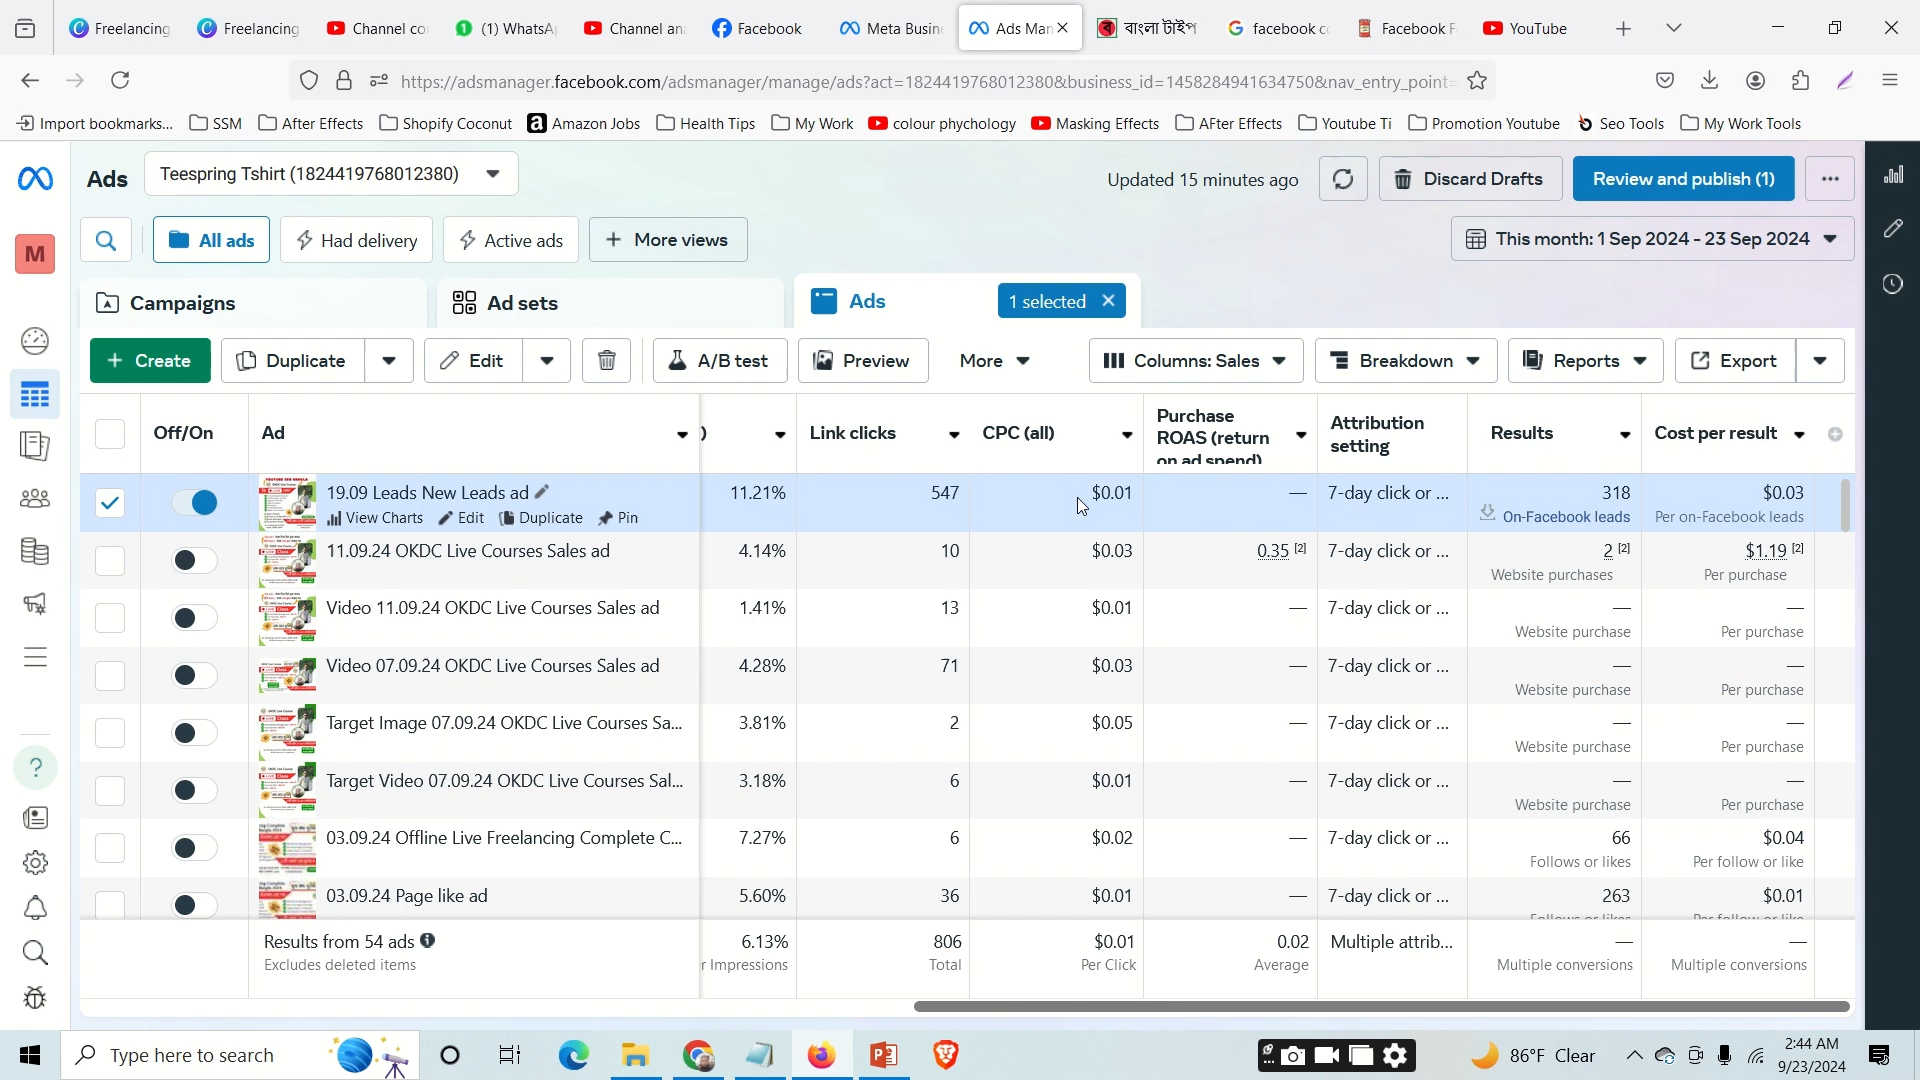 Freelancing
Freelancing
Channel co
(1) WhatsA
Channel an
Facebook
Meta Busin
Ads Man
বাংলা টাইপ
facebook c
Facebook F
YouTube
https://adsmanager.facebook.com/adsmanager/manage/ads?act=1824419768012380&business_id=1458284941634750&nav_entry_point=
Import bookmarks... SSM After Effects Shopify Coconut Amazon Jobs Health Tips My Work colour phychology Masking Effects AFter Effects Youtube Ti Promotion Youtube Seo Tools My Work Tools
Ads Teespring Tshirt (1824419768012380) Updated 15 minutes ago Discard Drafts Review and publish (1)
M
All ads Had delivery Active ads + More views This month: 1 Sep 2024 - 23 Sep 2024
Campaigns Ad sets Ads 1 selected
+ Create Duplicate Edit A/B test Preview More Columns: Sales Breakdown Reports Export
Off/On Ad ) Link clicks CPC (all) Purchase ROAS (return on ad spend) Attribution setting Results Cost per result
19.09 Leads New Leads ad 11.21% 547 $0.01 — 7-day click or ... 318 $0.03
View Charts Edit Duplicate Pin On-Facebook leads Per on-Facebook leads
11.09.24 OKDC Live Courses Sales ad 4.14% 10 $0.03 0.35 [2] 7-day click or ... 2 [2] $1.19 [2]
Website purchases Per purchase
Video 11.09.24 OKDC Live Courses Sales ad 1.41% 13 $0.01 — 7-day click or ... — —
Website purchase Per purchase
Video 07.09.24 OKDC Live Courses Sales ad 4.28% 71 $0.03 — 7-day click or ... — —
Website purchase Per purchase
Target Image 07.09.24 OKDC Live Courses Sa... 3.81% 2 $0.05 — 7-day click or ... — —
Website purchase Per purchase
Target Video 07.09.24 OKDC Live Courses Sal... 3.18% 6 $0.01 — 7-day click or ... — —
Website purchase Per purchase
03.09.24 Offline Live Freelancing Complete C... 7.27% 6 $0.02 — 7-day click or ... 66 $0.04
Follows or likes Per follow or like
03.09.24 Page like ad 5.60% 36 $0.01 — 7-day click or ... 263 $0.01
Follows or likes Per follow or like
Results from 54 ads 6.13% 806 $0.01 0.02 Multiple attrib... — —
Excludes deleted items r Impressions Total Per Click Average Multiple conversions Multiple conversions
Type here to search 86°F Clear 2:44 AM
9/23/2024